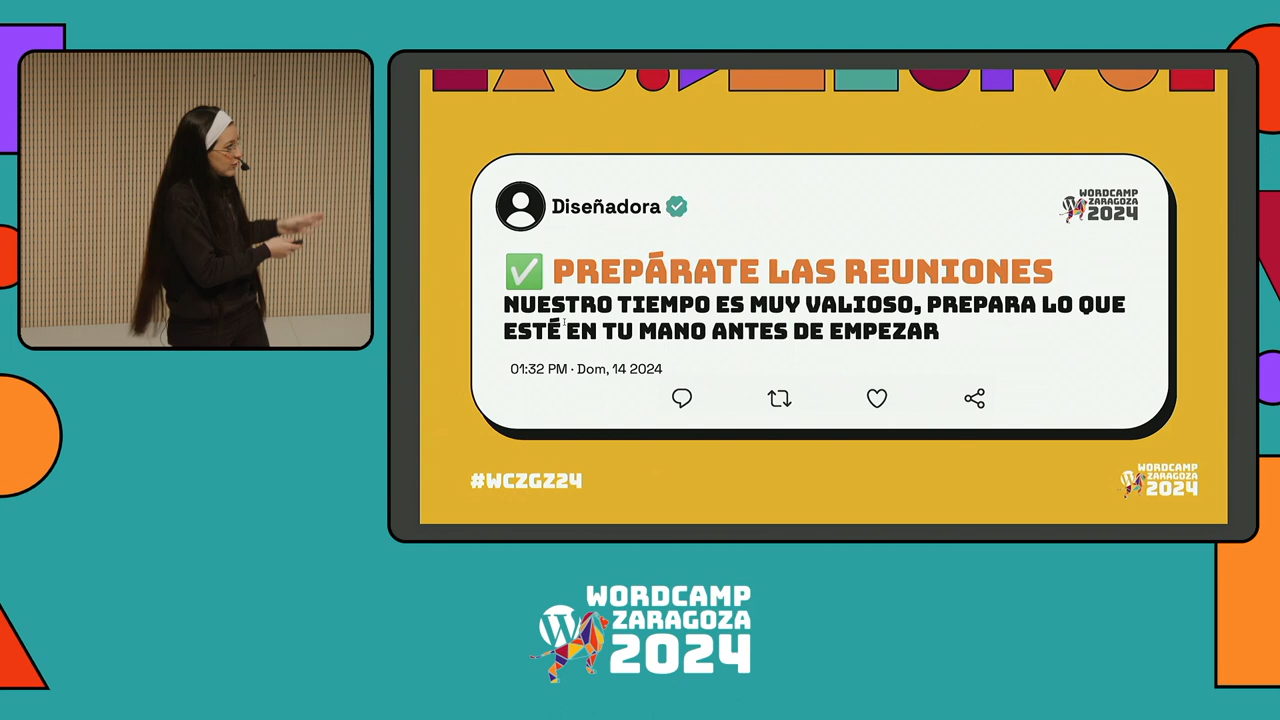 Diseñadora
WORDCAMP
ZARAGOZA
2024
✅ PREPÁRATE LAS REUNIONES
NUESTRO TIEMPO ES MUY VALIOSO, PREPARA LO QUE
ESTÉ EN TU MANO ANTES DE EMPEZAR
01:32 PM · Dom, 14 2024
#WCZGZ24
WORDCAMP
ZARAGOZA
2024
WORDCAMP
ZARAGOZA
2024